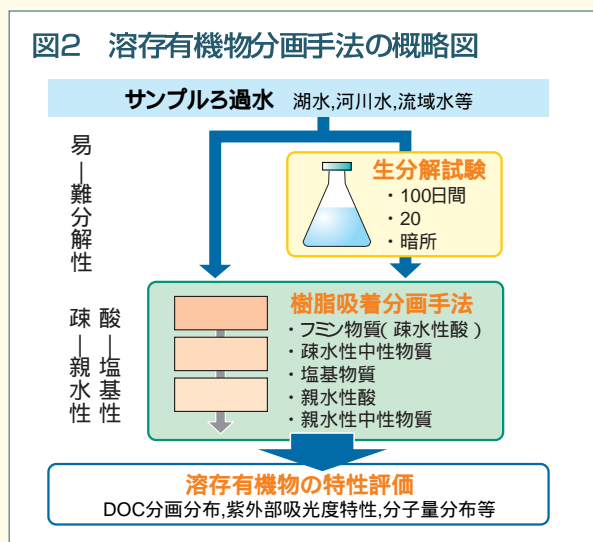 図2 溶存有機物分画手法の概略図
サンプルろ過水 湖水,河川水,流域水等
易―難分解性
生分解試験
・100日間
・20
・暗所
疎―親水性
酸―塩基性
樹脂吸着分画手法
・フミン物質(疎水性酸)
・疎水性中性物質
・塩基物質
・親水性酸
・親水性中性物質
溶存有機物の特性評価
DOC分画分布,紫外部吸光度特性,分子量分布等